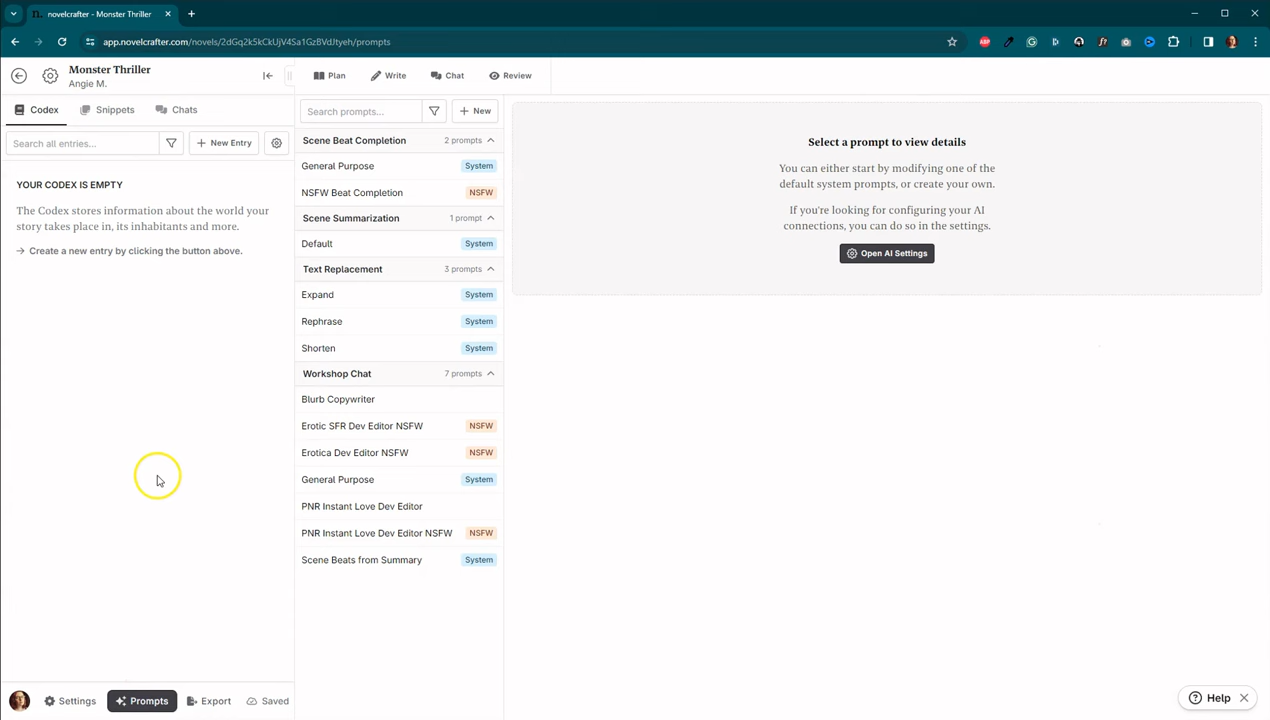 novelcrafter - Monster Thriller
app.novelcrafter.com/novels/2dGq2k5kCkUjV4Sa1GzBVdJtyeh/prompts
Monster Thriller
Angie M.
Plan
Write
Chat
Review
Codex
Snippets
Chats
Search prompts...
New
Search all entries...
New Entry
Scene Beat Completion
2 prompts
General Purpose
System
NSFW Beat Completion
NSFW
Scene Summarization
1 prompt
Default
System
Text Replacement
3 prompts
Expand
System
Rephrase
System
Shorten
System
Workshop Chat
7 prompts
Blurb Copywriter
Erotic SFR Dev Editor NSFW
NSFW
Erotica Dev Editor NSFW
NSFW
General Purpose
System
PNR Instant Love Dev Editor
PNR Instant Love Dev Editor NSFW
NSFW
Scene Beats from Summary
System
YOUR CODEX IS EMPTY
The Codex stores information about the world your
story takes place in, its inhabitants and more.
→ Create a new entry by clicking the button above.
Select a prompt to view details
You can either start by modifying one of the
default system prompts, or create your own.
If you're looking for configuring your AI
connections, you can do so in the settings.
Open AI Settings
Settings
Prompts
Export
Saved
Help